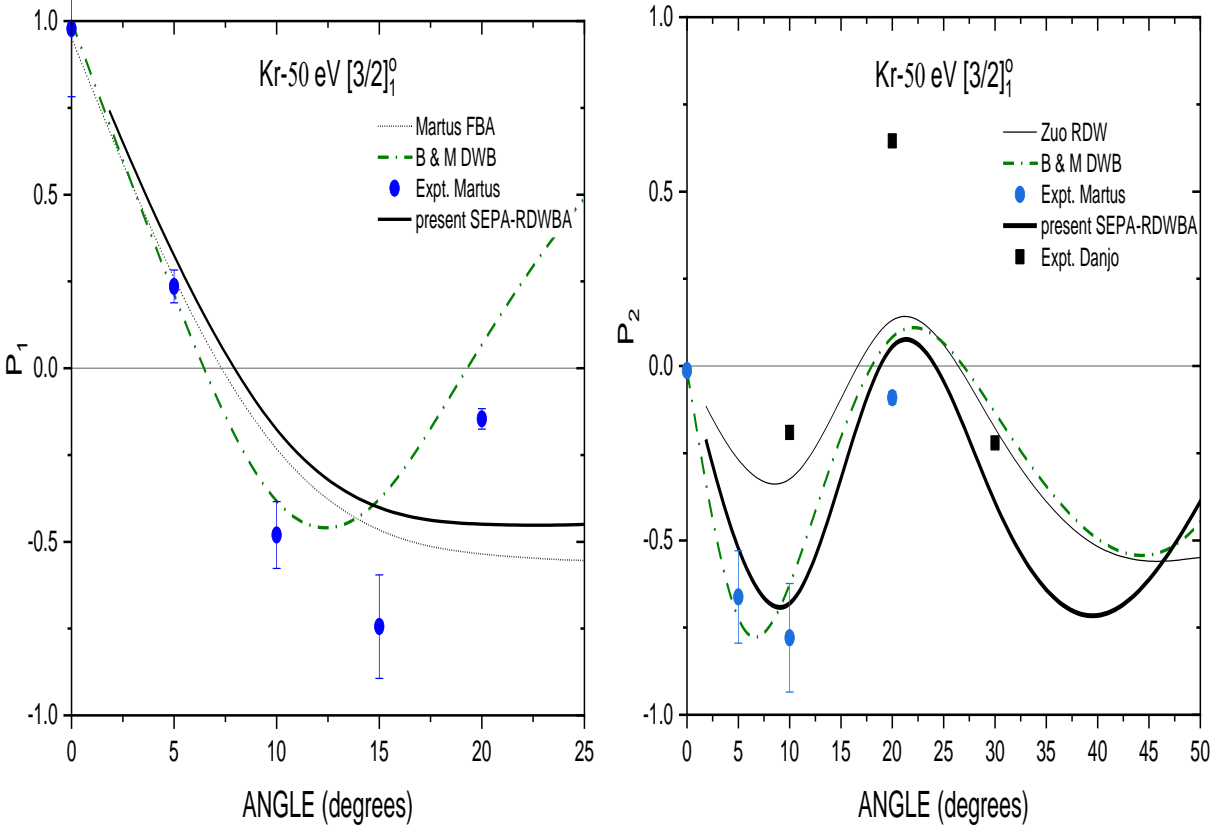 1.0
0.5
0.0
-0.5
-1.0
P₁
Kr-50 eV [3/2]₁ᵒ
Martus FBA
B & M DWB
Expt. Martus
present SEPA-RDWBA
0 5 10 15 20 25
ANGLE (degrees)
1.0
0.5
0.0
-0.5
-1.0
P₂
Kr-50 eV [3/2]₁ᵒ
Zuo RDW
B & M DWB
Expt. Martus
present SEPA-RDWBA
Expt. Danjo
0 5 10 15 20 25 30 35 40 45 50
ANGLE (degrees)